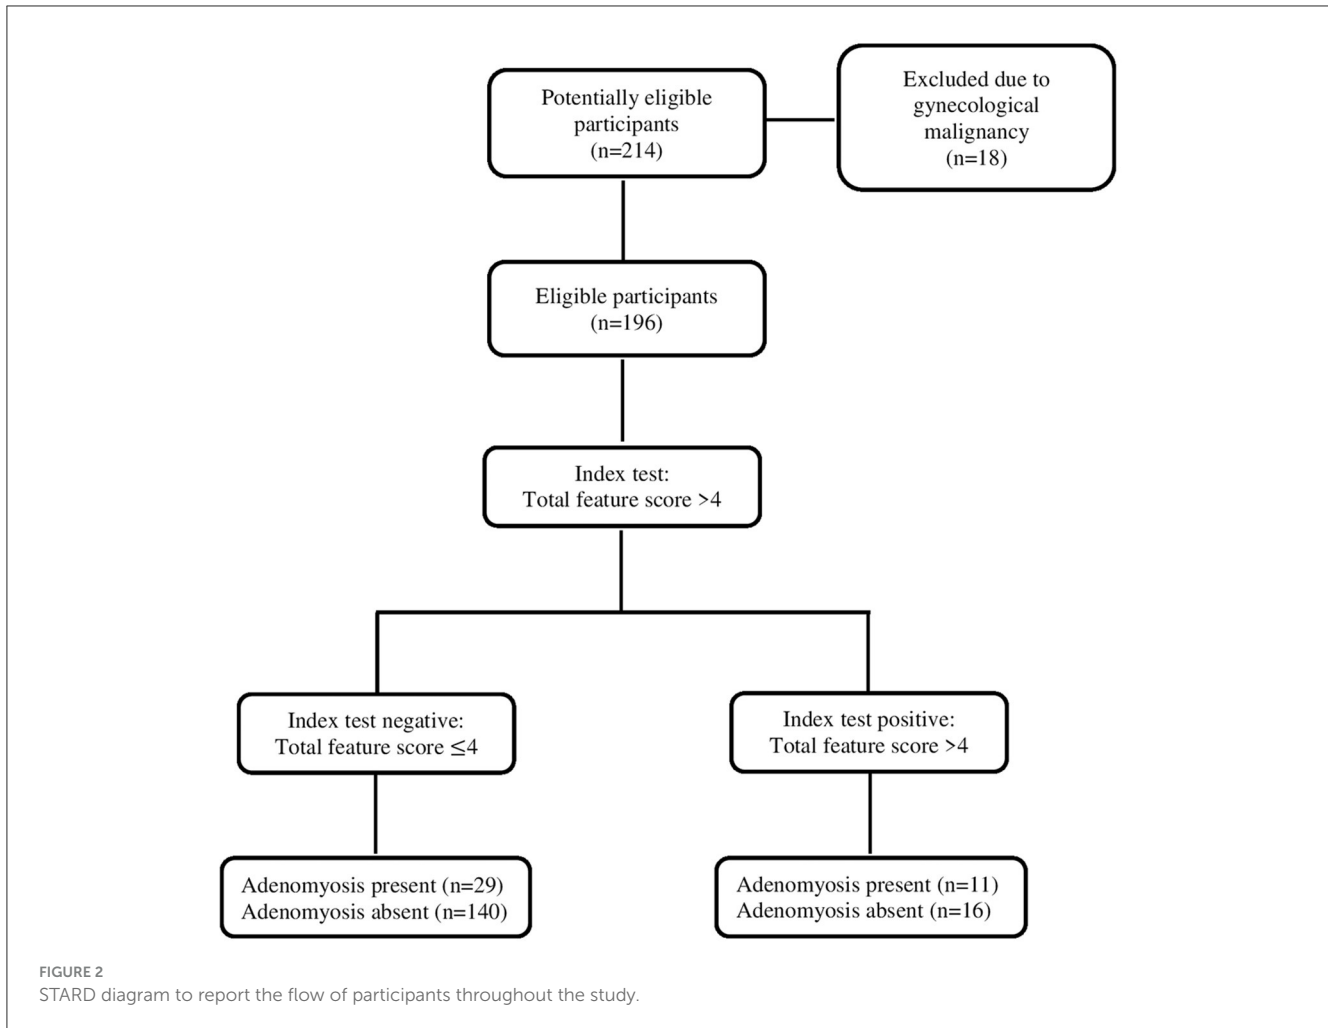 Potentially eligible
participants
(n=214)
Excluded due to
gynecological
malignancy
(n=18)
Eligible participants
(n=196)
Index test:
Total feature score >4
Index test negative:
Total feature score ≤4
Index test positive:
Total feature score >4
Adenomyosis present (n=29)
Adenomyosis absent (n=140)
Adenomyosis present (n=11)
Adenomyosis absent (n=16)
FIGURE 2
STARD diagram to report the flow of participants throughout the study.